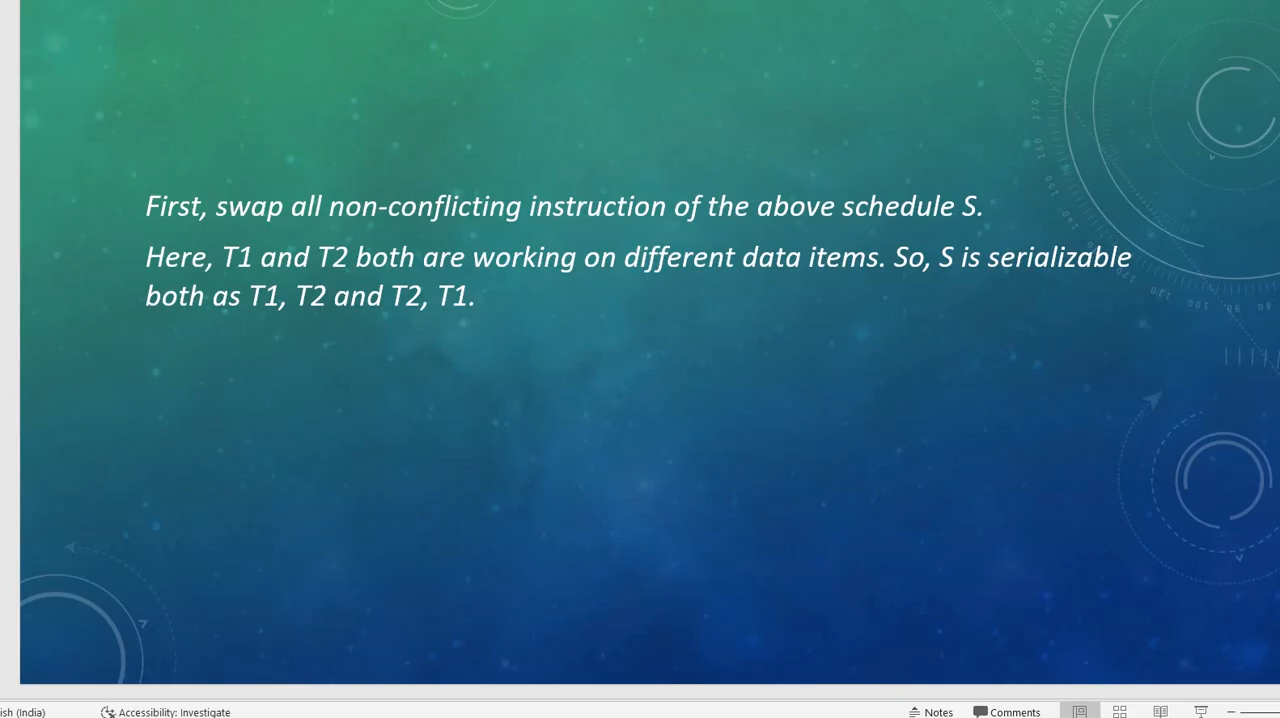 First, swap all non-conflicting instruction of the above schedule S.
Here, T1 and T2 both are working on different data items. So, S is serializable
both as T1, T2 and T2, T1.
ish (India)
Accessibility: Investigate
Notes
Comments